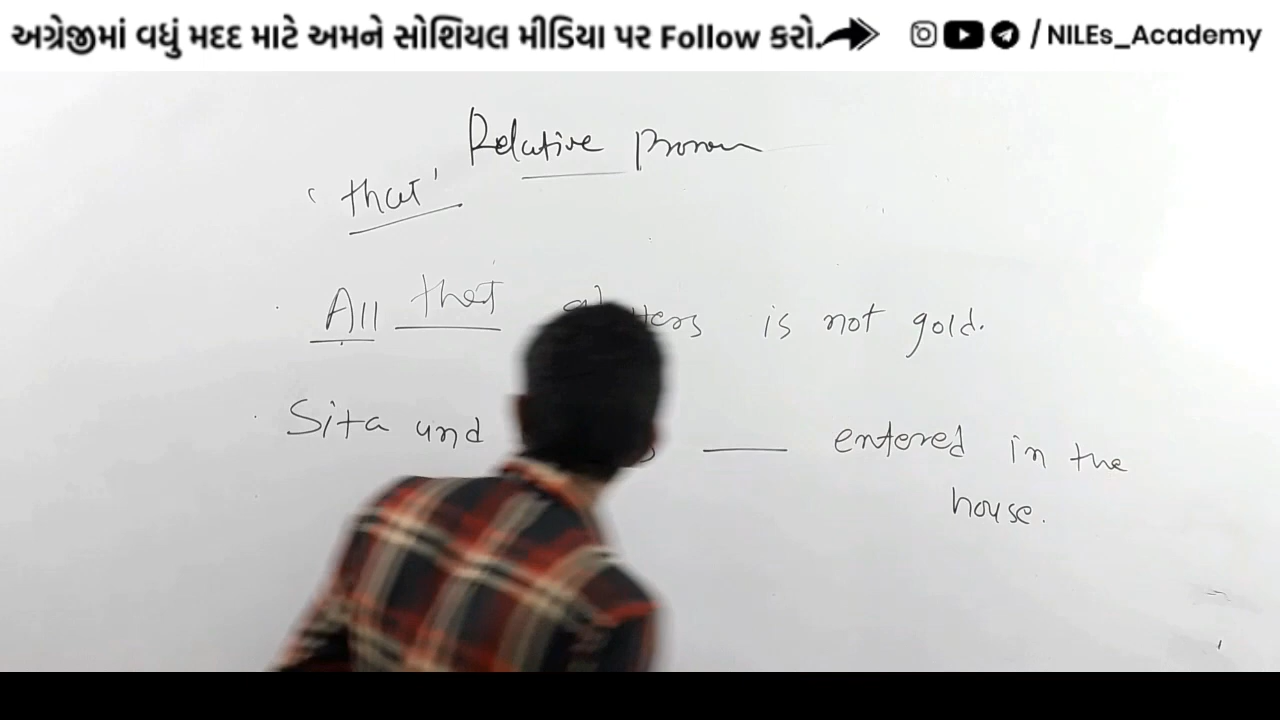 અગ્રેજીમાં વધું મદદ માટે અમને સોશિયલ મીડિયા પર Follow કરો. /NILEs_Academy
Relative
'that'
All that is not gold.
Sita and ___ entered in the
house.